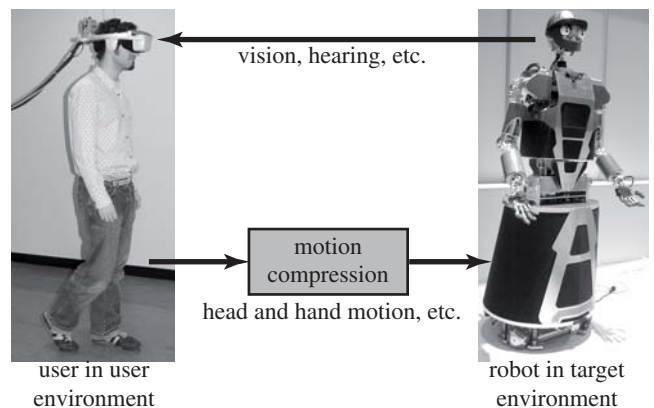 vision, hearing, etc.
motion
compression
head and hand motion, etc.
user in user
environment
robot in target
environment